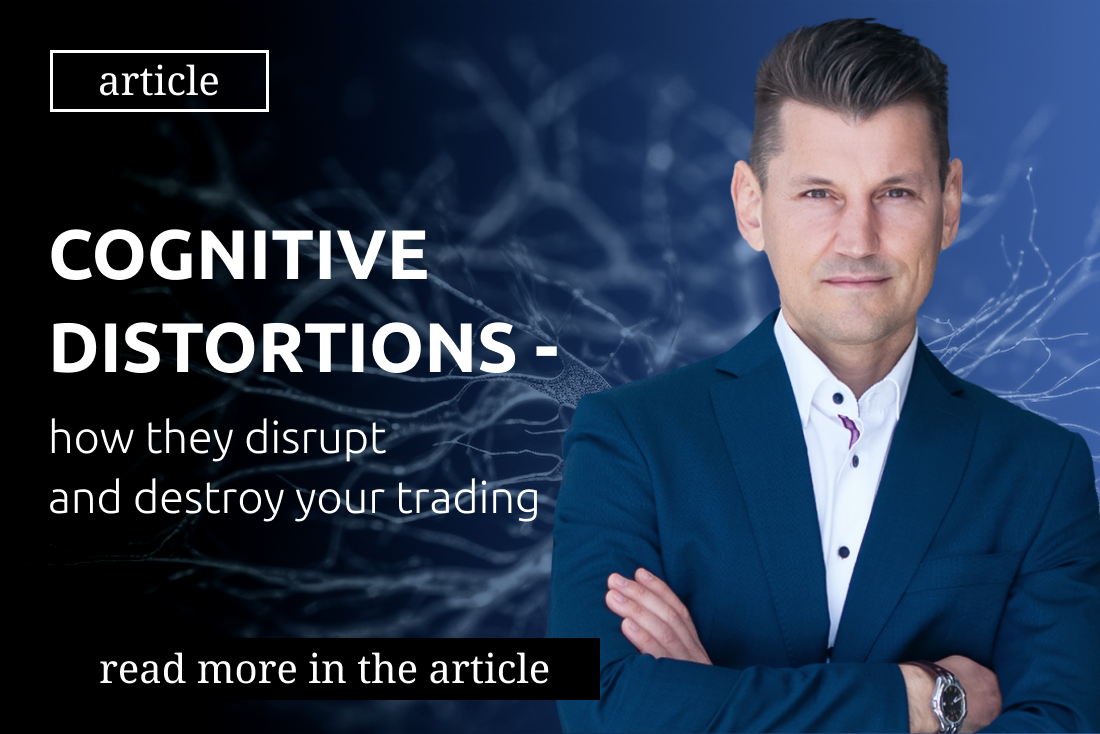 article
COGNITIVE
DISTORTIONS -
how they disrupt
and destroy your trading
read more in the article